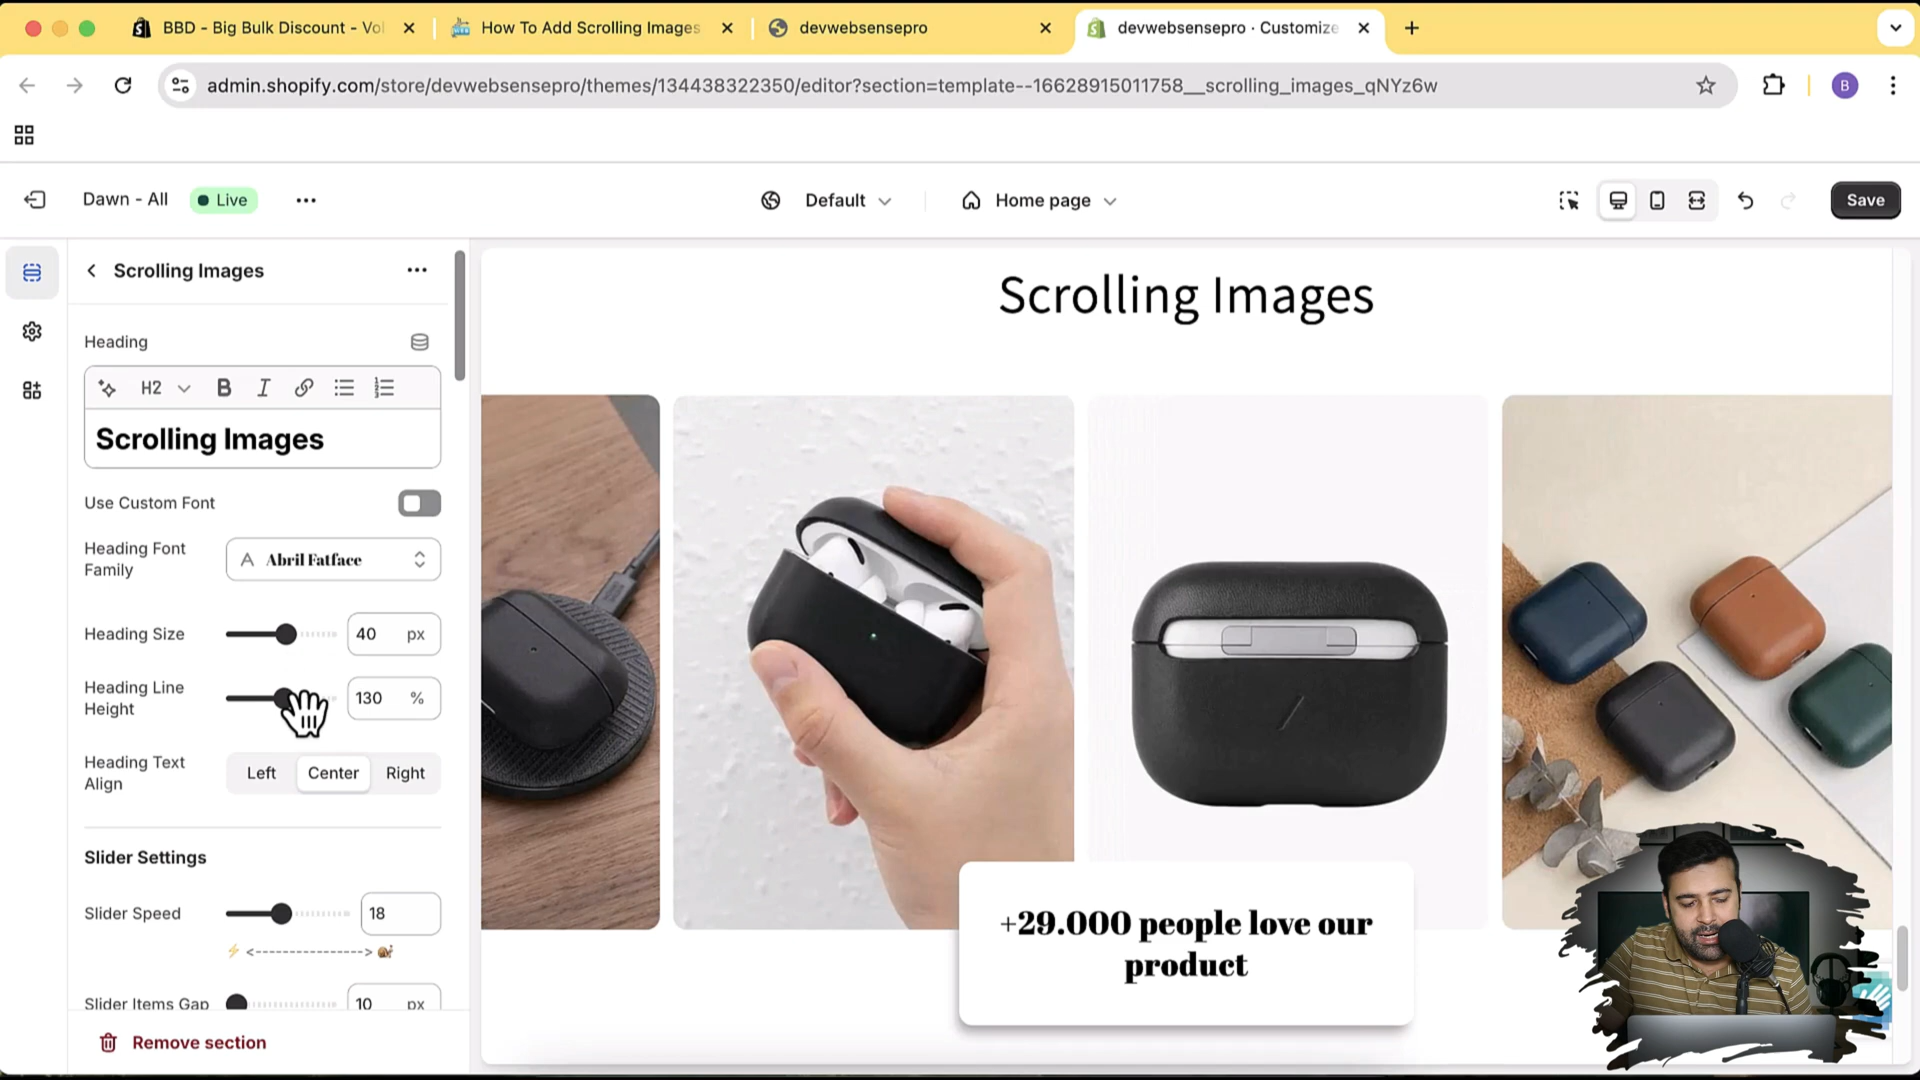 BBD - Big Bulk Discount - Vol
How To Add Scrolling Images
devwebsensepro
devwebsensepro · Customize
admin.shopify.com/store/devwebsensepro/themes/134438322350/editor?section=template--16628915011758__scrolling_images_qNYz6w
B
Dawn - All
Live
Default
Home page
Save
Scrolling Images
Heading
H2
B
I
Scrolling Images
Use Custom Font
Heading Font
Family
A
Abril Fatface
Heading Size
40 px
Heading Line
Height
130 %
Heading Text
Align
Left
Center
Right
Slider Settings
Slider Speed
18
<-------------->
Slider Items Gap
10 px
Remove section
Scrolling Images
+29.000 people love our
product